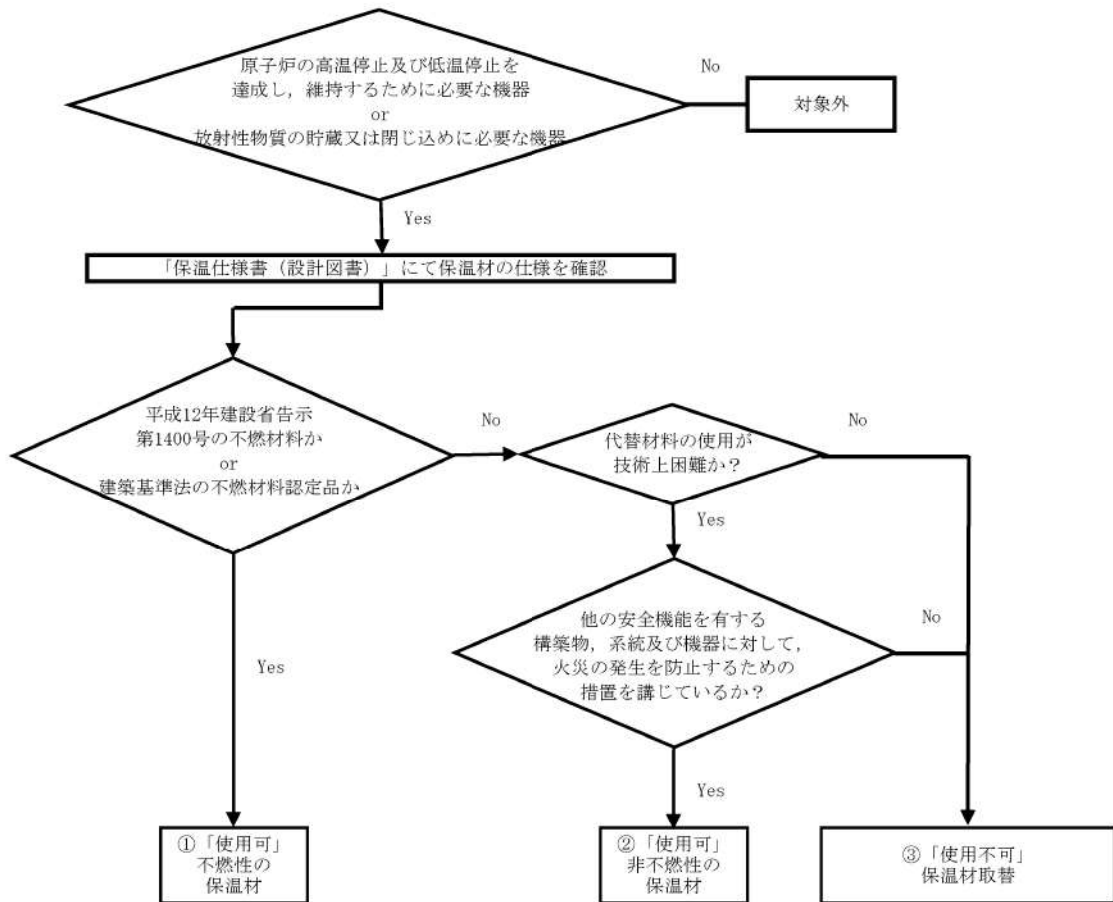 原子炉の高温停止及び低温停止を
達成し，維持するために必要な機器
or
放射性物質の貯蔵又は閉じ込めに必要な機器
No
対象外
Yes
「保温仕様書（設計図書）」にて保温材の仕様を確認
平成12年建設省告示
第1400号の不燃材料か
or
建築基準法の不燃材料認定品か
No
代替材料の使用が
技術上困難か？
No
Yes
他の安全機能を有する
構築物，系統及び機器に対して，
火災の発生を防止するための
措置を講じているか？
No
Yes
Yes
①「使用可」
不燃性の
保温材
②「使用可」
非不燃性の
保温材
③「使用不可」
保温材取替